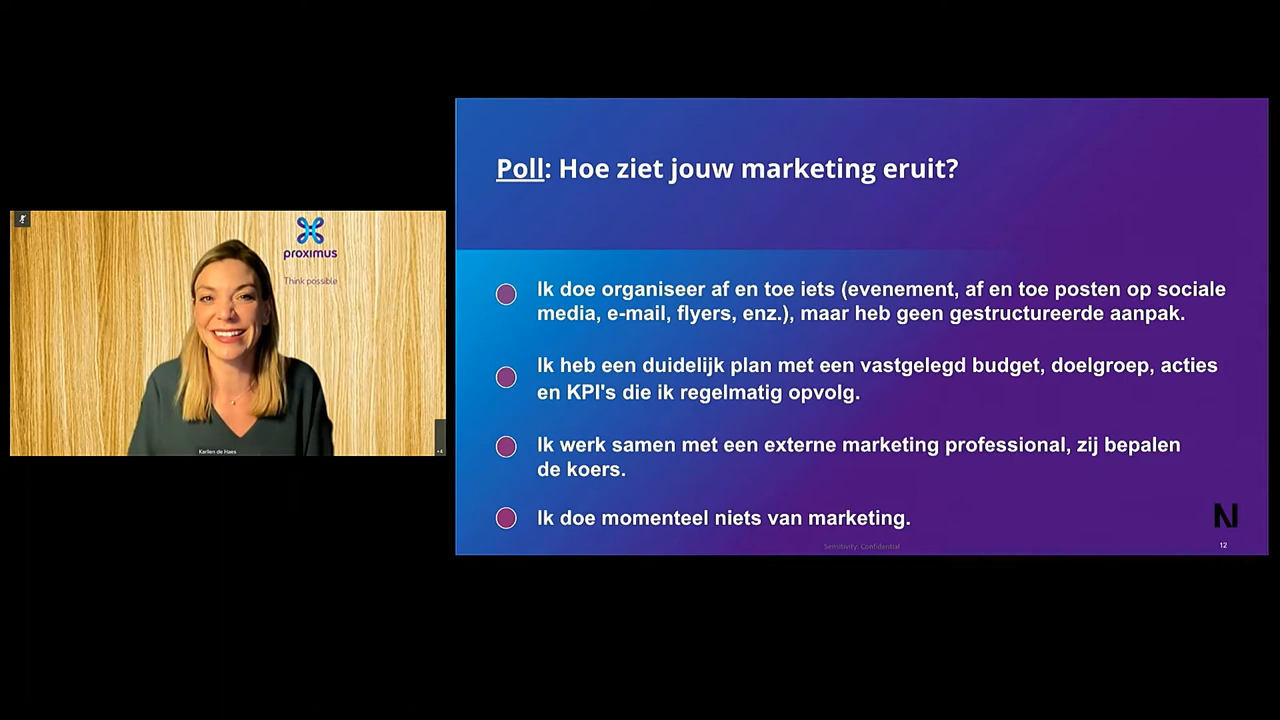 proximus
Think possible
Karlien de Haes
+4
Poll: Hoe ziet jouw marketing eruit?
Ik doe organiseer af en toe iets (evenement, af en toe posten op sociale
media, e-mail, flyers, enz.), maar heb geen gestructureerde aanpak.
Ik heb een duidelijk plan met een vastgelegd budget, doelgroep, acties
en KPI's die ik regelmatig opvolg.
Ik werk samen met een externe marketing professional, zij bepalen
de koers.
Ik doe momenteel niets van marketing.
N
Sensitivity: Confidential
12